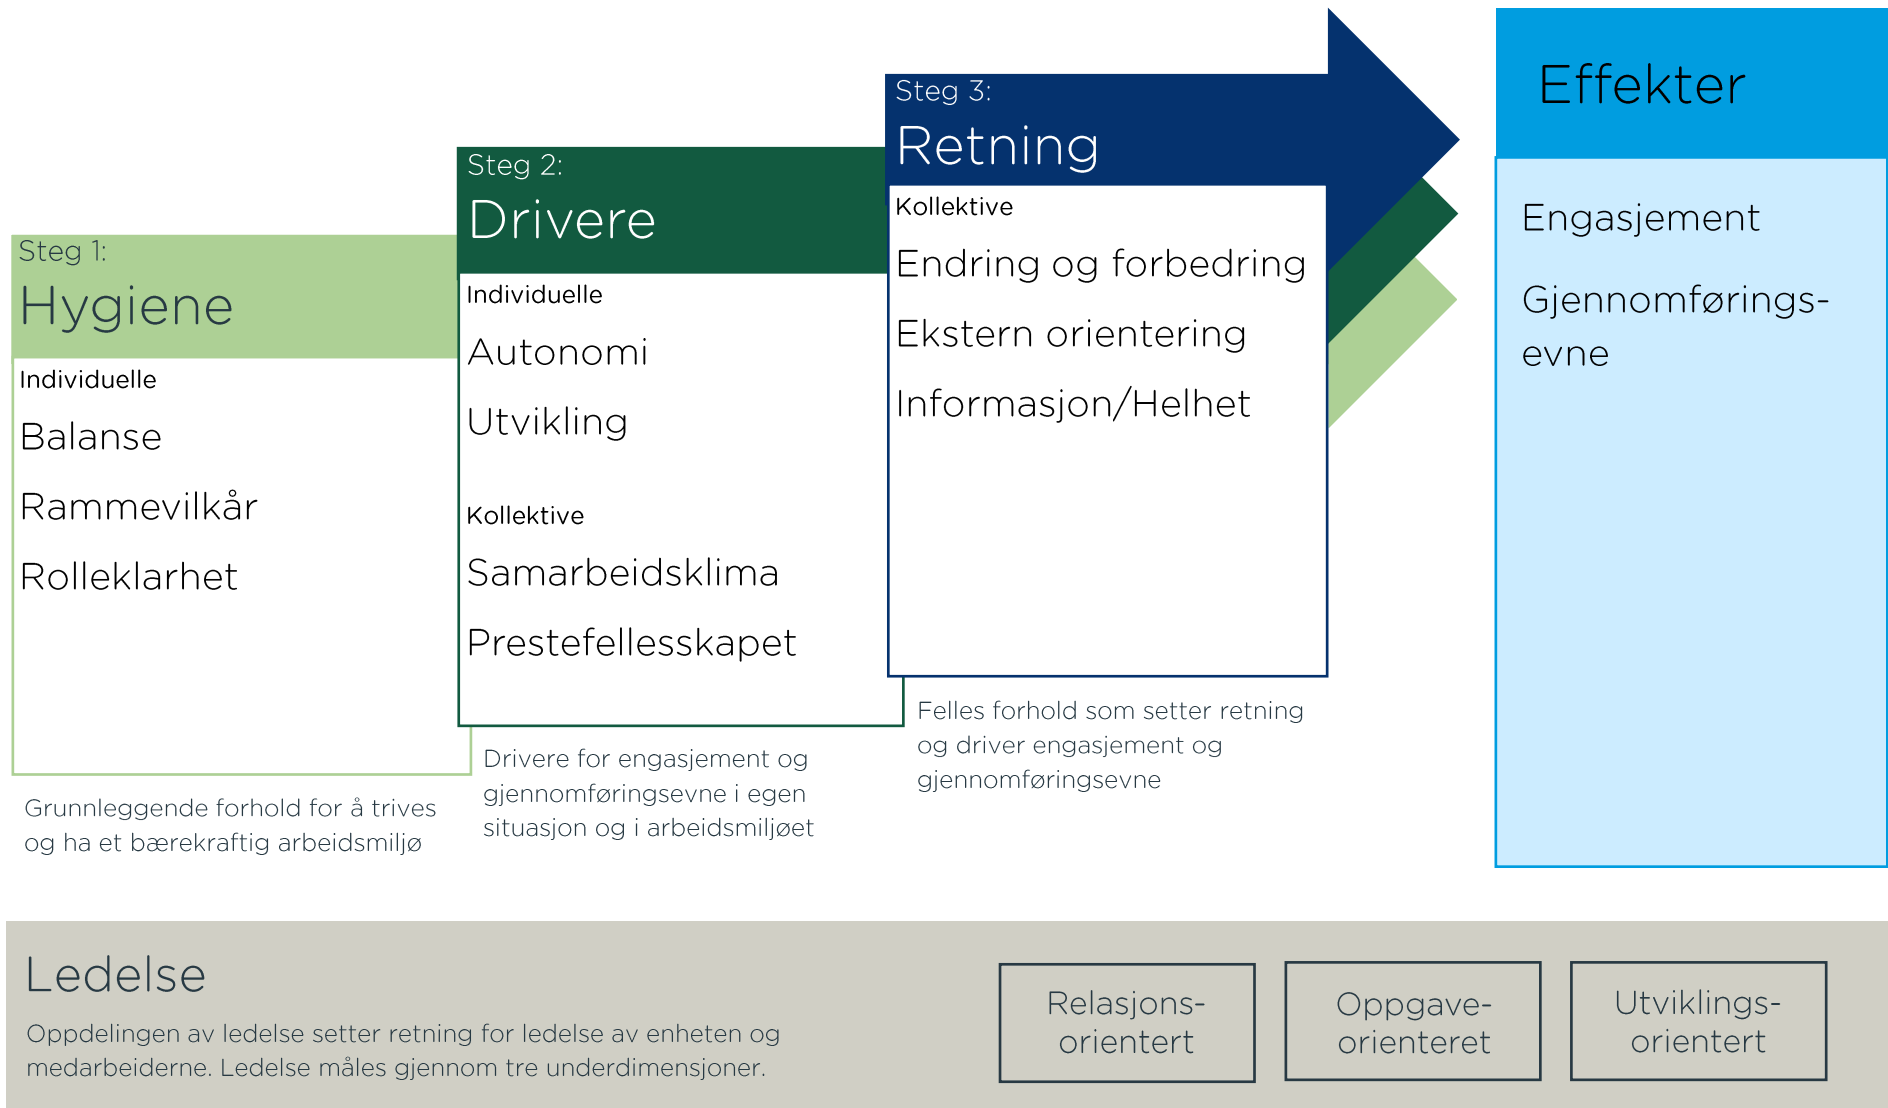 Steg 1:
Hygiene
Individuelle
Balanse
Rammevilkår
Rolleklarhet
Grunnleggende forhold for å trives
og ha et bærekraftig arbeidsmiljø
Steg 2:
Drivere
Individuelle
Autonomi
Utvikling
Kollektive
Samarbeidsklima
Prestefellesskapet
Drivere for engasjement og
gjennomføringsevne i egen
situasjon og i arbeidsmiljøet
Steg 3:
Retning
Kollektive
Endring og forbedring
Ekstern orientering
Informasjon/Helhet
Felles forhold som setter retning
og driver engasjement og
gjennomføringsevne
Effekter
Engasjement
Gjennomførings-
evne
Ledelse
Oppdelingen av ledelse setter retning for ledelse av enheten og
medarbeiderne. Ledelse måles gjennom tre underdimensjoner.
Relasjons-
orientert
Oppgave-
orienteret
Utviklings-
orientert